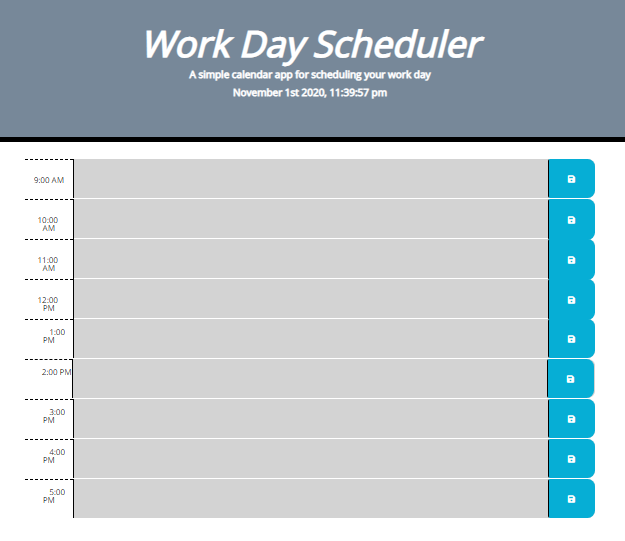 Work Day Scheduler
A simple calendar app for scheduling your work day
November 1st 2020, 11:39:57 pm
9:00 AM
10:00
AM
11:00
AM
12:00
PM
1:00
PM
2:00 PM
3:00
PM
4:00
PM
5:00
PM